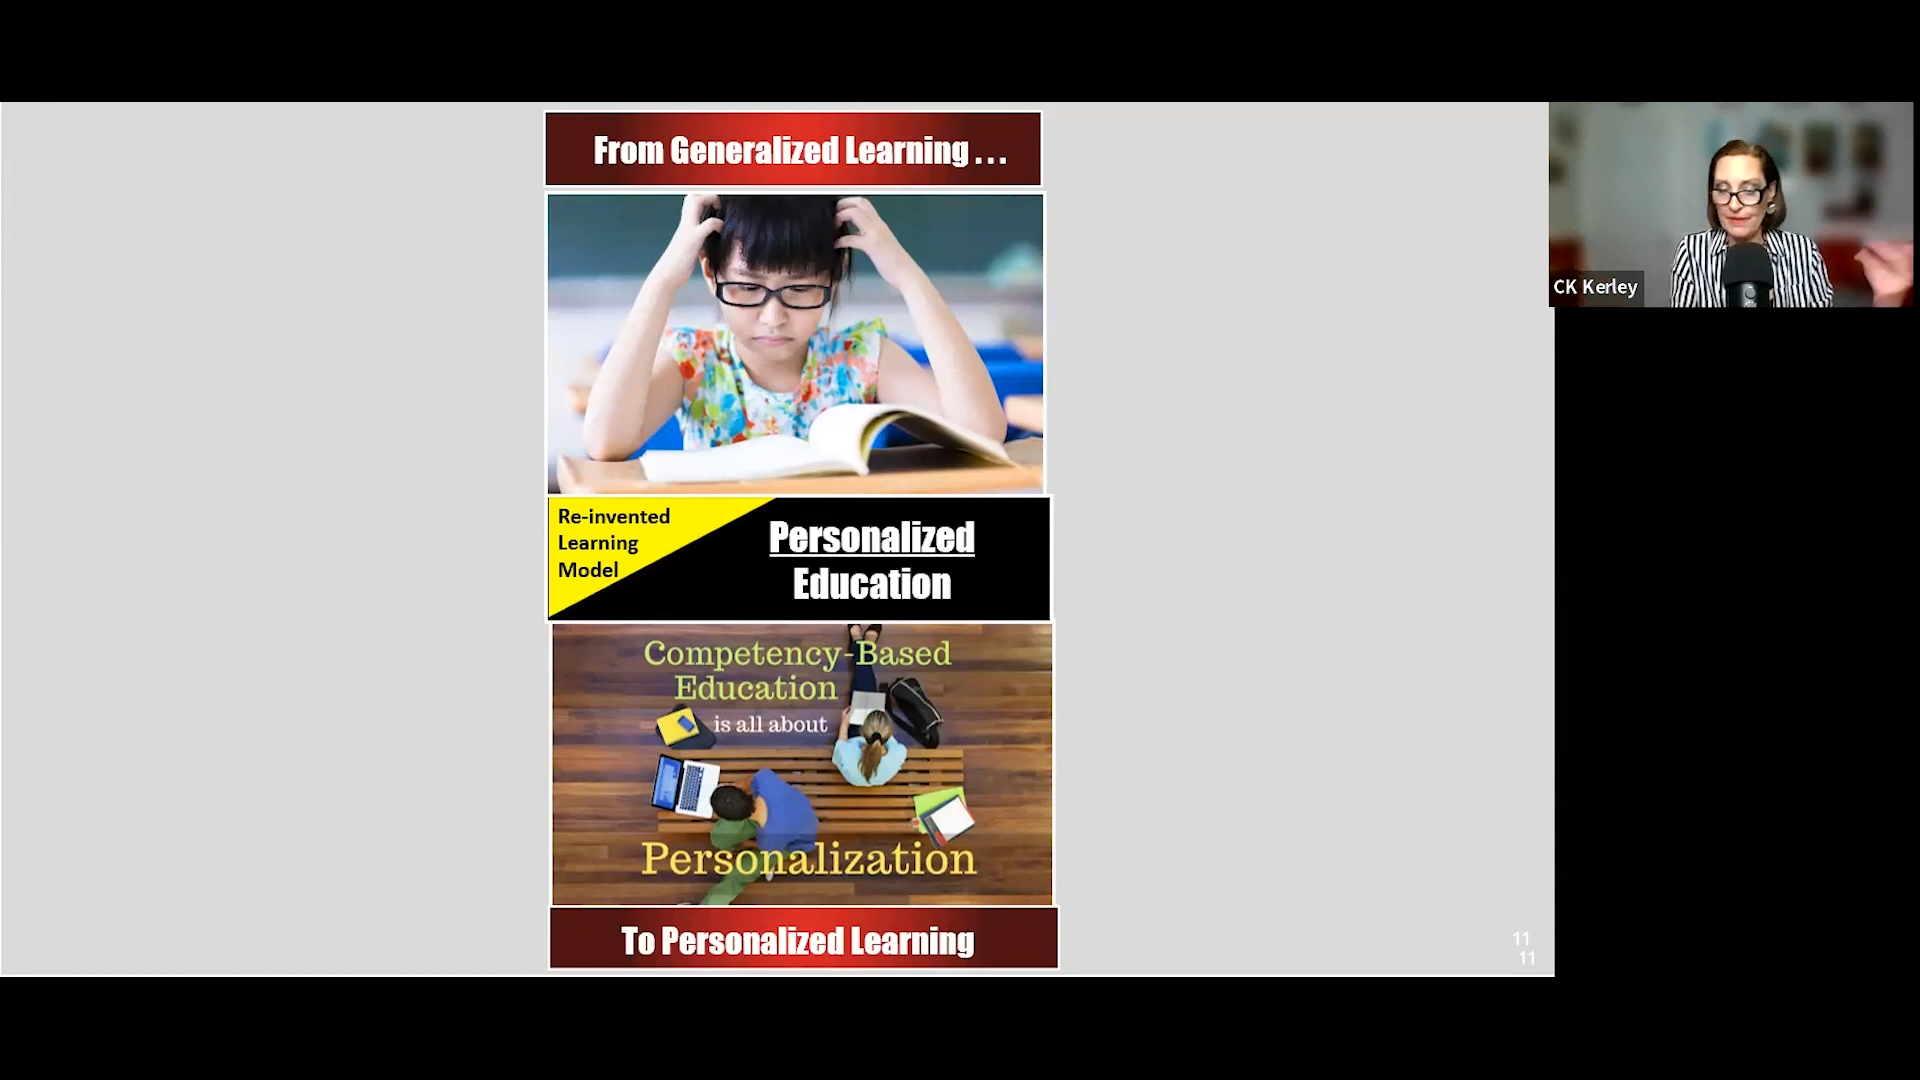 From Generalized Learning . . .
CK Kerley
Re-invented
Learning
Model
Personalized
Education
Competency-Based
Education
is all about
Personalization
To Personalized Learning
11
11